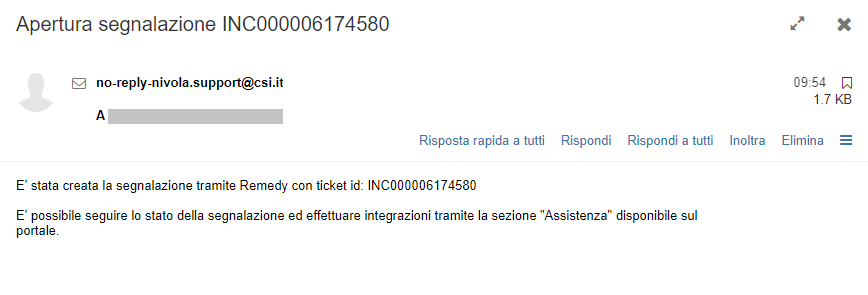 Apertura segnalazione INC000006174580
no-reply-nivola.support@csi.it
09:54
1.7 KB
A
Risposta rapida a tutti Rispondi Rispondi a tutti Inoltra Elimina
E' stata creata la segnalazione tramite Remedy con ticket id: INC000006174580
E' possibile seguire lo stato della segnalazione ed effettuare integrazioni tramite la sezione "Assistenza" disponibile sul
portale.